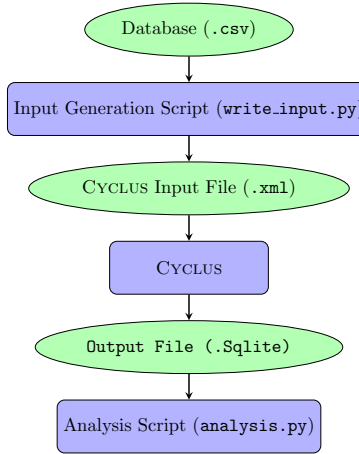 Database (.csv)
Input Generation Script (write_input.py)
CYCLUS Input File (.xml)
CYCLUS
Output File (.Sqlite)
Analysis Script (analysis.py)